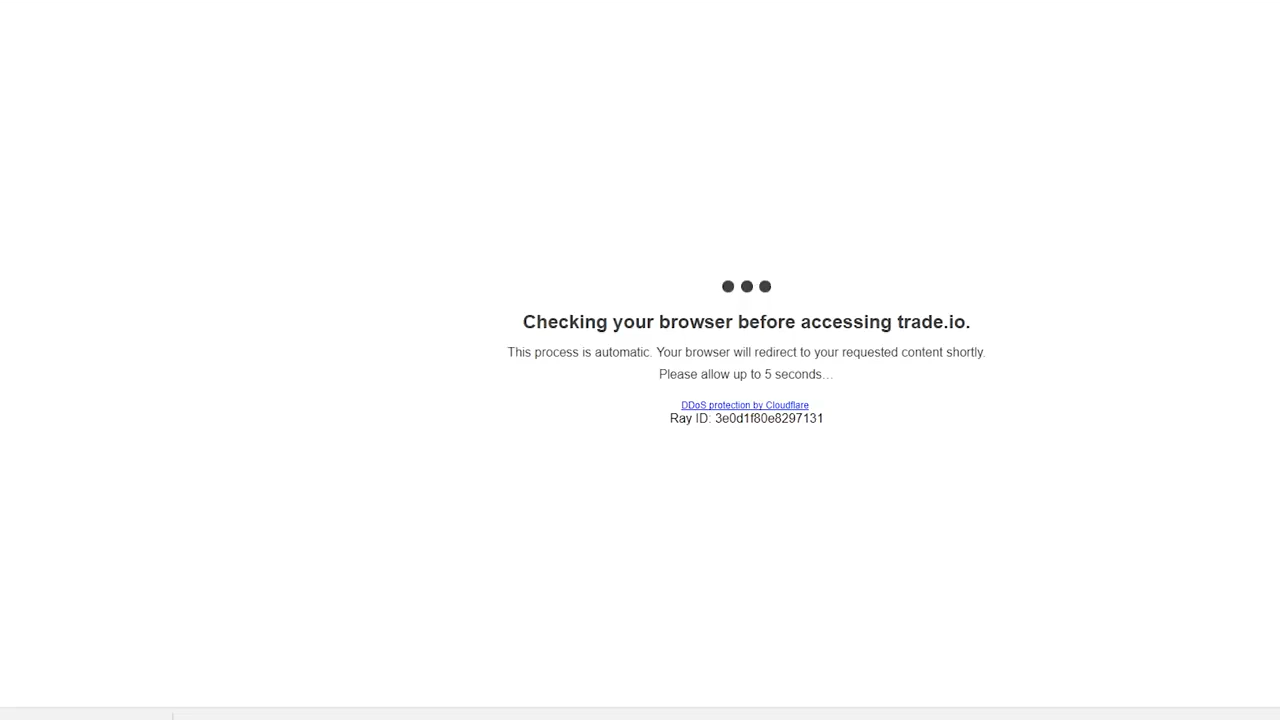 Checking your browser before accessing trade.io.
This process is automatic. Your browser will redirect to your requested content shortly.
Please allow up to 5 seconds…
DDoS protection by Cloudflare
Ray ID: 3e0d1f80e8297131